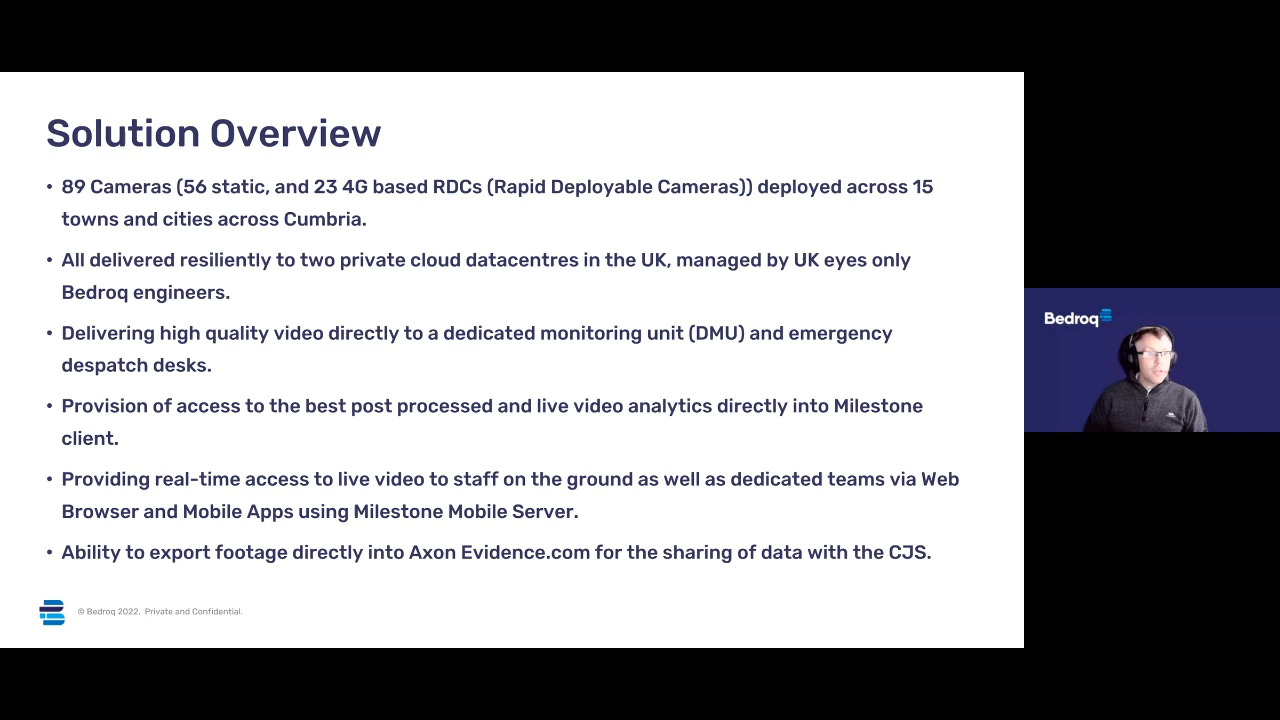 Solution Overview
• 89 Cameras (56 static, and 23 4G based RDCs (Rapid Deployable Cameras)) deployed across 15
towns and cities across Cumbria.
• All delivered resiliently to two private cloud datacentres in the UK, managed by UK eyes only
Bedroq engineers.
• Delivering high quality video directly to a dedicated monitoring unit (DMU) and emergency
despatch desks.
• Provision of access to the best post processed and live video analytics directly into Milestone
client.
• Providing real-time access to live video to staff on the ground as well as dedicated teams via Web
Browser and Mobile Apps using Milestone Mobile Server.
• Ability to export footage directly into Axon Evidence.com for the sharing of data with the CJS.
© Bedroq 2022. Private and Confidential.
Bedroq